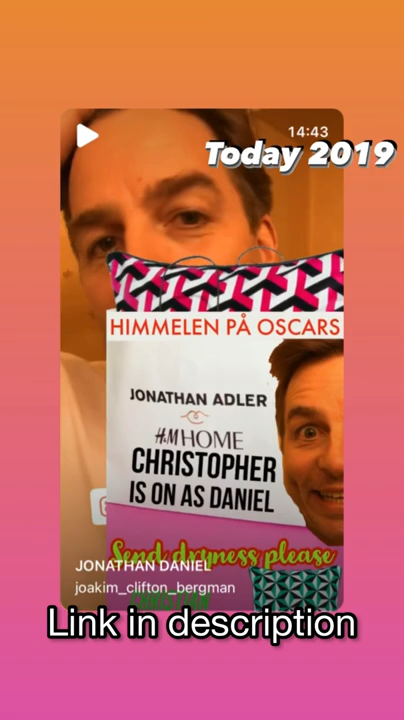 14:43
Today 2019
HIMMELEN PÅ OSCARS
JONATHAN ADLER
H&M HOME
CHRISTOPHER
IS ON AS DANIEL
Send dryness please
JONATHAN DANIEL
joakim_clifton_bergman
Link in description